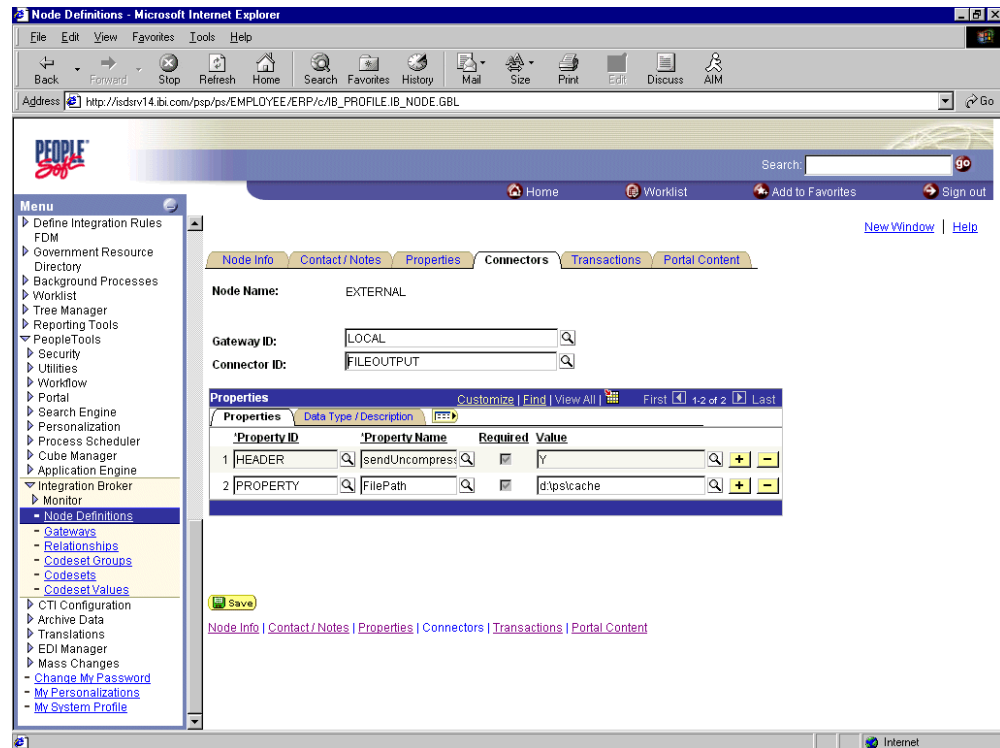 Node Definitions - Microsoft Internet Explorer
File Edit View Favorites Tools Help
Back Forward Stop Refresh Home Search Favorites History Mail Size Print Edit Discuss AIM
Address http://isdsrv14.ibi.com/psp/ps/EMPLOYEE/ERP/c/IB_PROFILE.IB_NODE.GBL Go
PEOPLE
Soft
Search: go
Home Worklist Add to Favorites Sign out
Menu
Define Integration Rules
FDM
Government Resource
Directory
Background Processes
Worklist
Tree Manager
Reporting Tools
PeopleTools
Security
Utilities
Workflow
Portal
Search Engine
Personalization
Process Scheduler
Cube Manager
Application Engine
Integration Broker
Monitor
Node Definitions
Gateways
Relationships
Codeset Groups
Codesets
Codeset Values
CTI Configuration
Archive Data
Translations
EDI Manager
Mass Changes
Change My Password
My Personalizations
My System Profile
New Window | Help
Node Info Contact / Notes Properties Connectors Transactions Portal Content
Node Name: EXTERNAL
Gateway ID: LOCAL
Connector ID: FILEOUTPUT
Properties Customize | Find | View All | First 1-2 of 2 Last
Properties Data Type / Description
*Property ID *Property Name Required Value
1 HEADER sendUncompress Y + -
2 PROPERTY FilePath d:\ps\cache + -
Save
Node Info | Contact / Notes | Properties | Connectors | Transactions | Portal Content
Internet